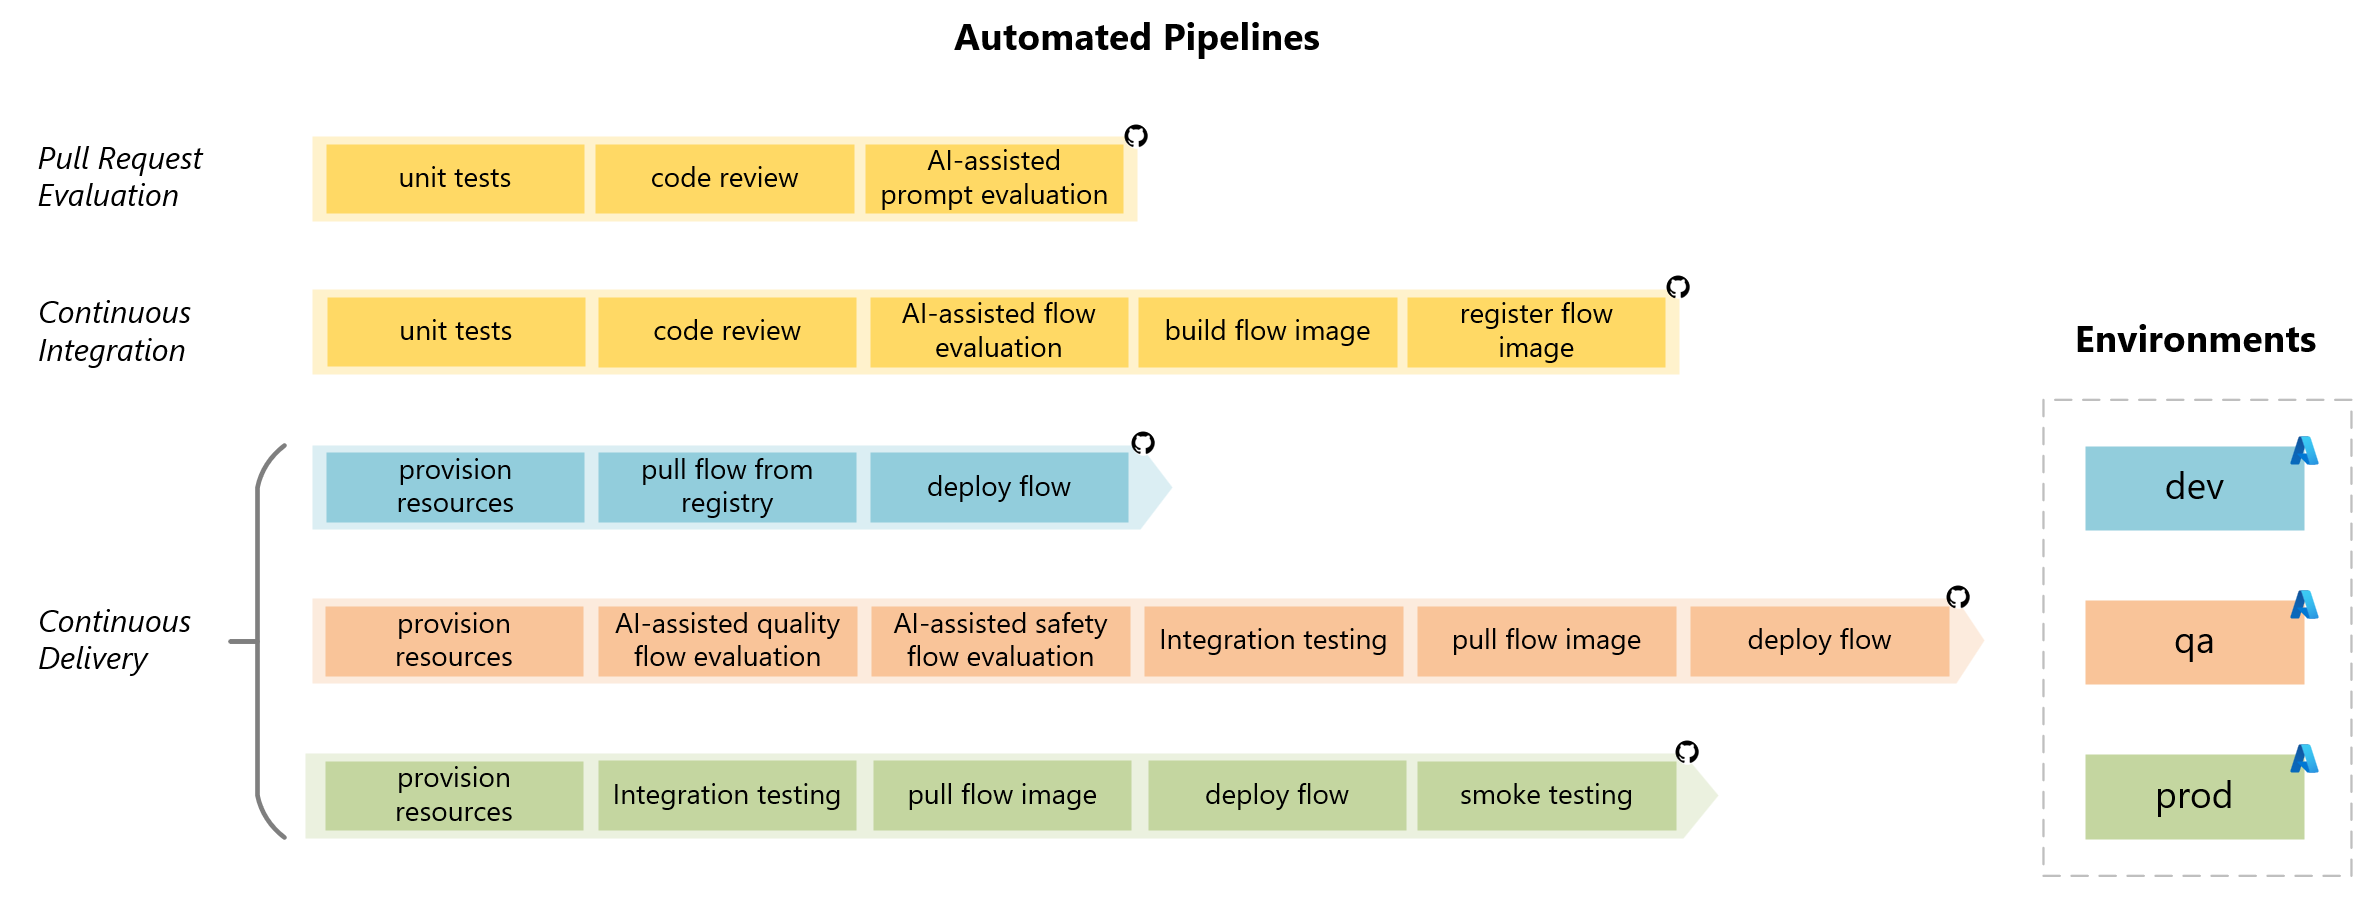 Automated Pipelines
Pull Request
Evaluation
unit tests
code review
AI-assisted
prompt evaluation
Continuous
Integration
unit tests
code review
AI-assisted flow
evaluation
build flow image
register flow
image
Environments
Continuous
Delivery
provision
resources
pull flow from
registry
deploy flow
dev
provision
resources
AI-assisted quality
flow evaluation
AI-assisted safety
flow evaluation
Integration testing
pull flow image
deploy flow
qa
provision
resources
Integration testing
pull flow image
deploy flow
smoke testing
prod